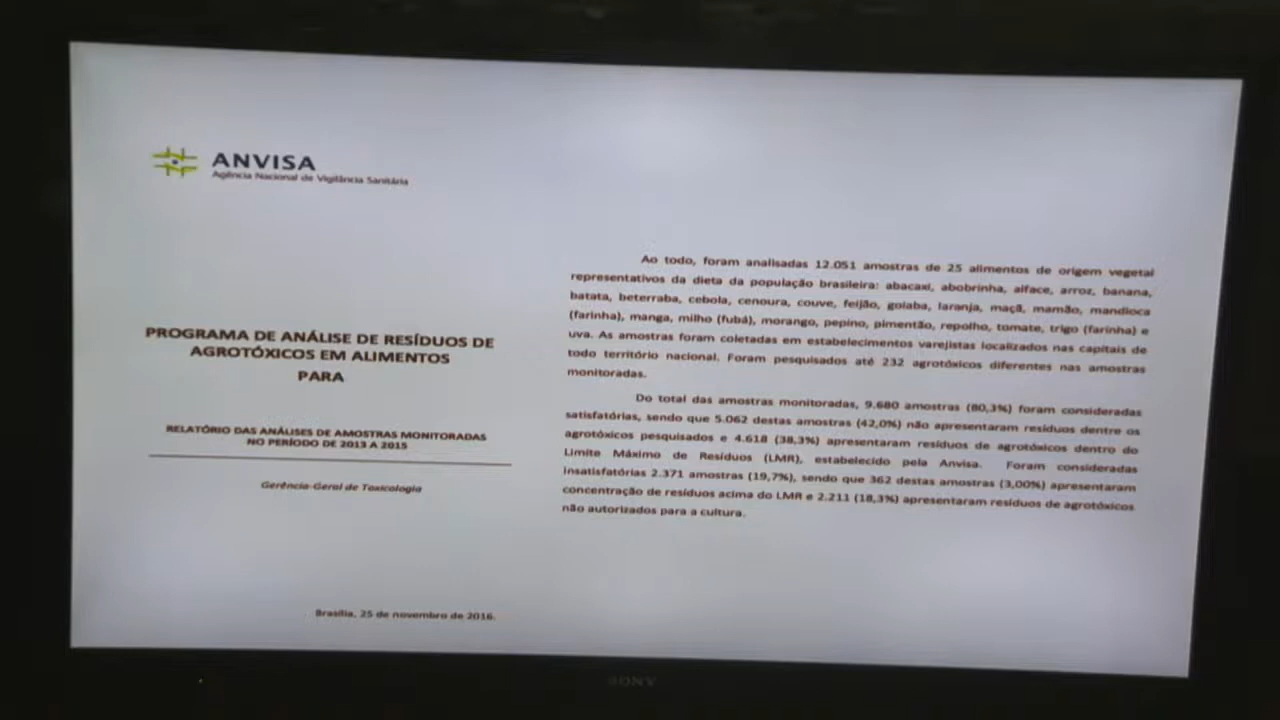 ANVISA
Agência Nacional de Vigilância Sanitária
PROGRAMA DE ANÁLISE DE RESÍDUOS DE
AGROTÓXICOS EM ALIMENTOS
PARA
RELATÓRIO DAS ANÁLISES DE AMOSTRAS MONITORADAS
NO PERÍODO DE 2013 A 2015
Gerência-Geral de Toxicologia
Brasília, 25 de novembro de 2016.
Ao todo, foram analisadas 12.051 amostras de 25 alimentos de origem vegetal
representativos da dieta da população brasileira: abacaxi, abobrinha, alface, arroz, banana,
batata, beterraba, cebola, cenoura, couve, feijão, goiaba, laranja, maçã, mamão, mandioca
(farinha), manga, milho (fubá), morango, pepino, pimentão, repolho, tomate, trigo (farinha) e
uva. As amostras foram coletadas em estabelecimentos varejistas localizados nas capitais de
todo território nacional. Foram pesquisados até 232 agrotóxicos diferentes nas amostras
monitoradas.
Do total das amostras monitoradas, 9.680 amostras (80,3%) foram consideradas
satisfatórias, sendo que 5.062 destas amostras (42,0%) não apresentaram resíduos dentre os
agrotóxicos pesquisados e 4.618 (38,3%) apresentaram resíduos de agrotóxicos dentro do
Limite Máximo de Resíduos (LMR), estabelecido pela Anvisa. Foram consideradas
insatisfatórias 2.371 amostras (19,7%), sendo que 362 destas amostras (3,00%) apresentaram
concentração de resíduos acima do LMR e 2.211 (18,3%) apresentaram resíduos de agrotóxicos
não autorizados para a cultura.
SONY